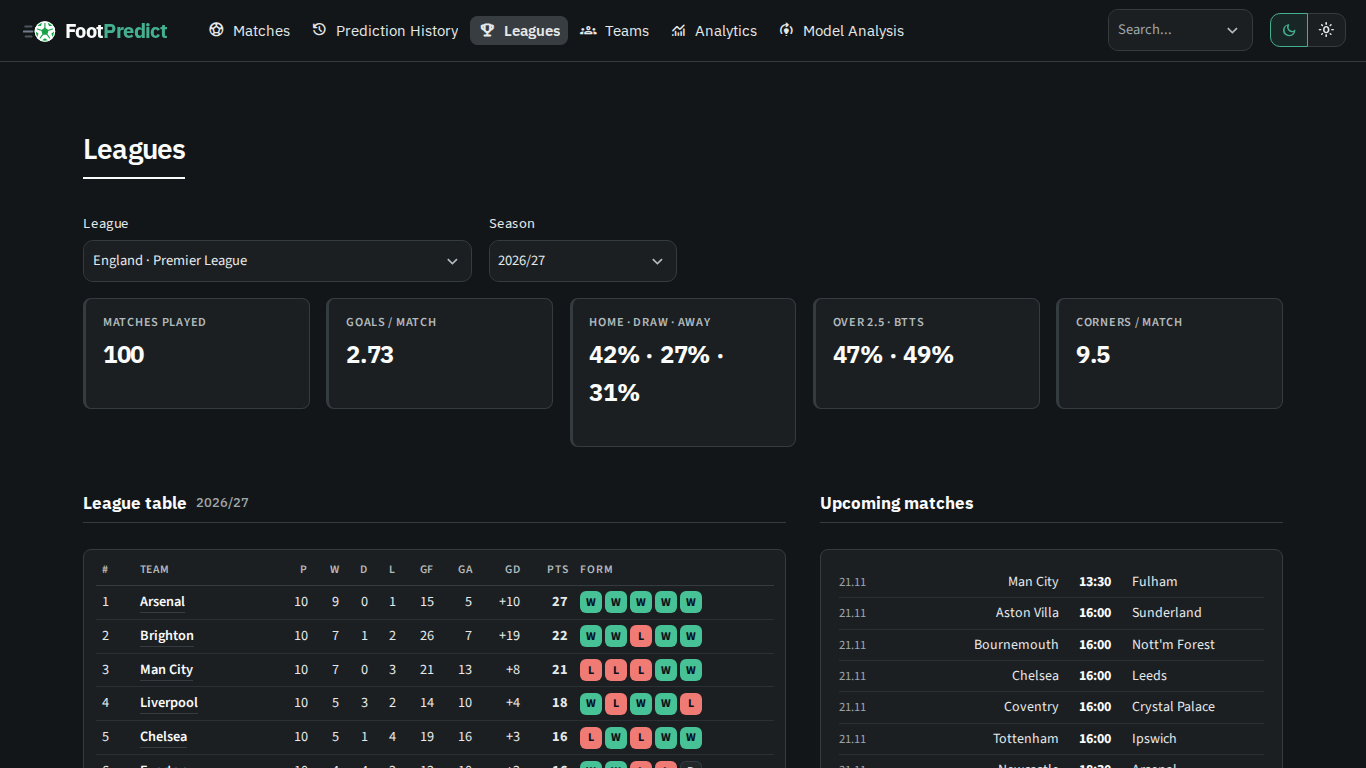 FootPredict
Matches
Prediction History
Leagues
Teams
Analytics
Model Analysis
Search...
Leagues
League
Season
England · Premier League
2026/27
MATCHES PLAYED
100
GOALS / MATCH
2.73
HOME · DRAW · AWAY
42% · 27% ·
31%
OVER 2.5 · BTTS
47% · 49%
CORNERS / MATCH
9.5
League table 2026/27
# TEAM P W D L GF GA GD PTS FORM
1 Arsenal 10 9 0 1 15 5 +10 27 W W W W W
2 Brighton 10 7 1 2 26 7 +19 22 W W L W W
3 Man City 10 7 0 3 21 13 +8 21 L L L W W
4 Liverpool 10 5 3 2 14 10 +4 18 W L W W L
5 Chelsea 10 5 1 4 19 16 +3 16 L W L W W
Upcoming matches
21.11 Man City 13:30 Fulham
21.11 Aston Villa 16:00 Sunderland
21.11 Bournemouth 16:00 Nott'm Forest
21.11 Chelsea 16:00 Leeds
21.11 Coventry 16:00 Crystal Palace
21.11 Tottenham 16:00 Ipswich